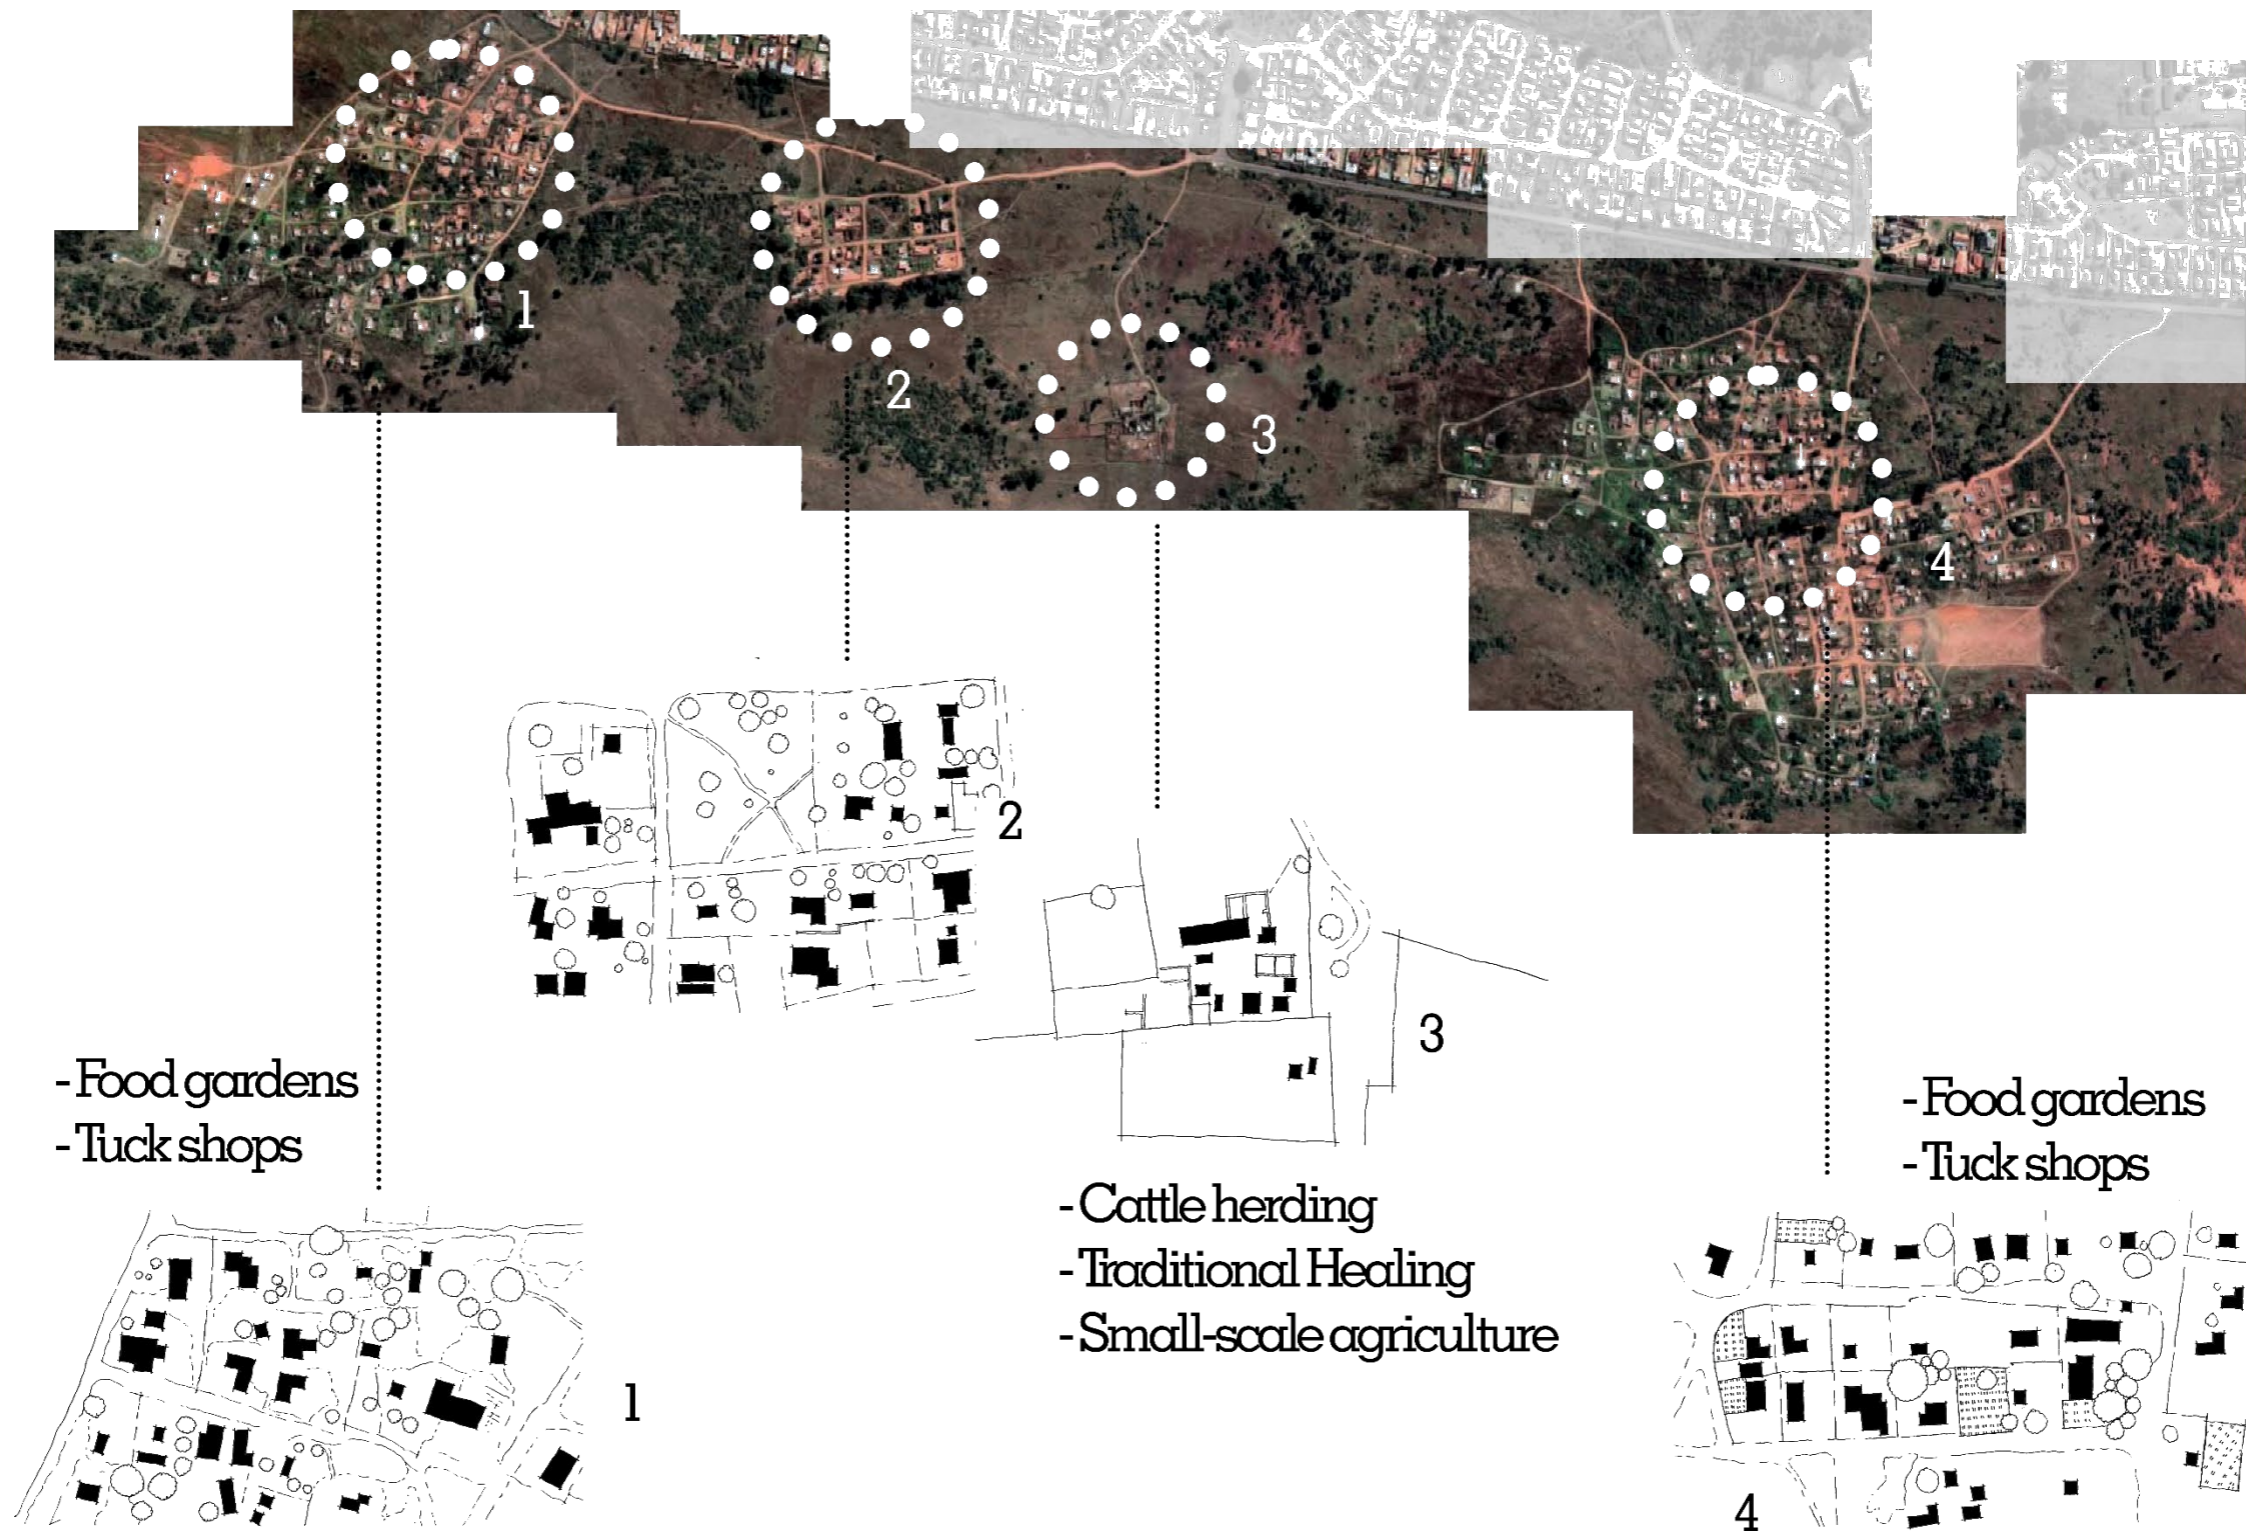 1
2
3
4
2
3
- Food gardens
- Tuck shops
- Food gardens
- Tuck shops
- Cattle herding
- Traditional Healing
- Small-scale agriculture
1
4